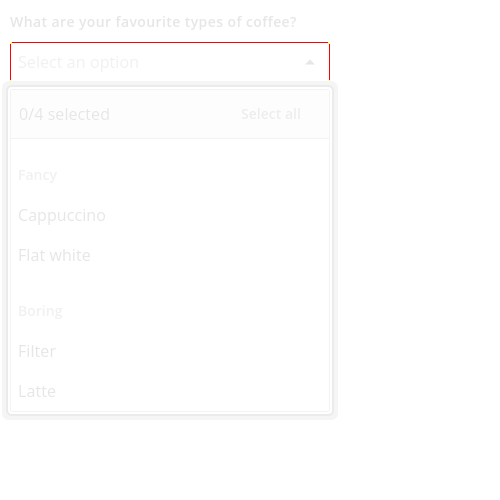 What are your favourite types of coffee?
Select an option
0/4 selected Select all
Fancy
Cappuccino
Flat white
Boring
Filter
Latte